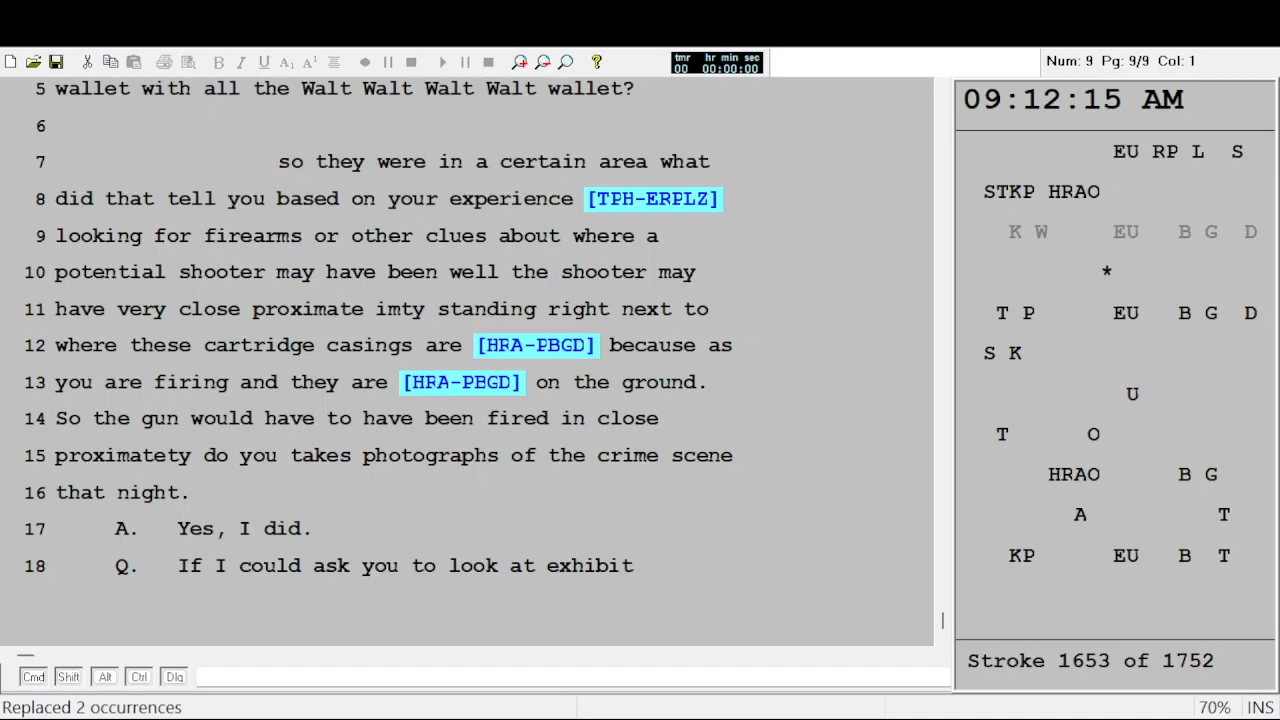 B I U A₁ A¹ ?
tmr hr min sec
00 00:00:00
Num: 9 Pg: 9/9 Col: 1
5 wallet with all the Walt Walt Walt Walt wallet?
6
7 so they were in a certain area what
8 did that tell you based on your experience [TPH-ERPLZ]
9 looking for firearms or other clues about where a
10 potential shooter may have been well the shooter may
11 have very close proximate imty standing right next to
12 where these cartridge casings are [HRA-PBGD] because as
13 you are firing and they are [HRA-PBGD] on the ground.
14 So the gun would have to have been fired in close
15 proximatety do you takes photographs of the crime scene
16 that night.
17 A. Yes, I did.
18 Q. If I could ask you to look at exhibit
09:12:15 AM
EU RP L S
STKP HRAO
K W EU B G D
*
T P EU B G D
S K
U
T O
HRAO B G
A T
KP EU B T
Stroke 1653 of 1752
Cmd Shift Alt Ctrl Dlg
Replaced 2 occurrences
70% INS